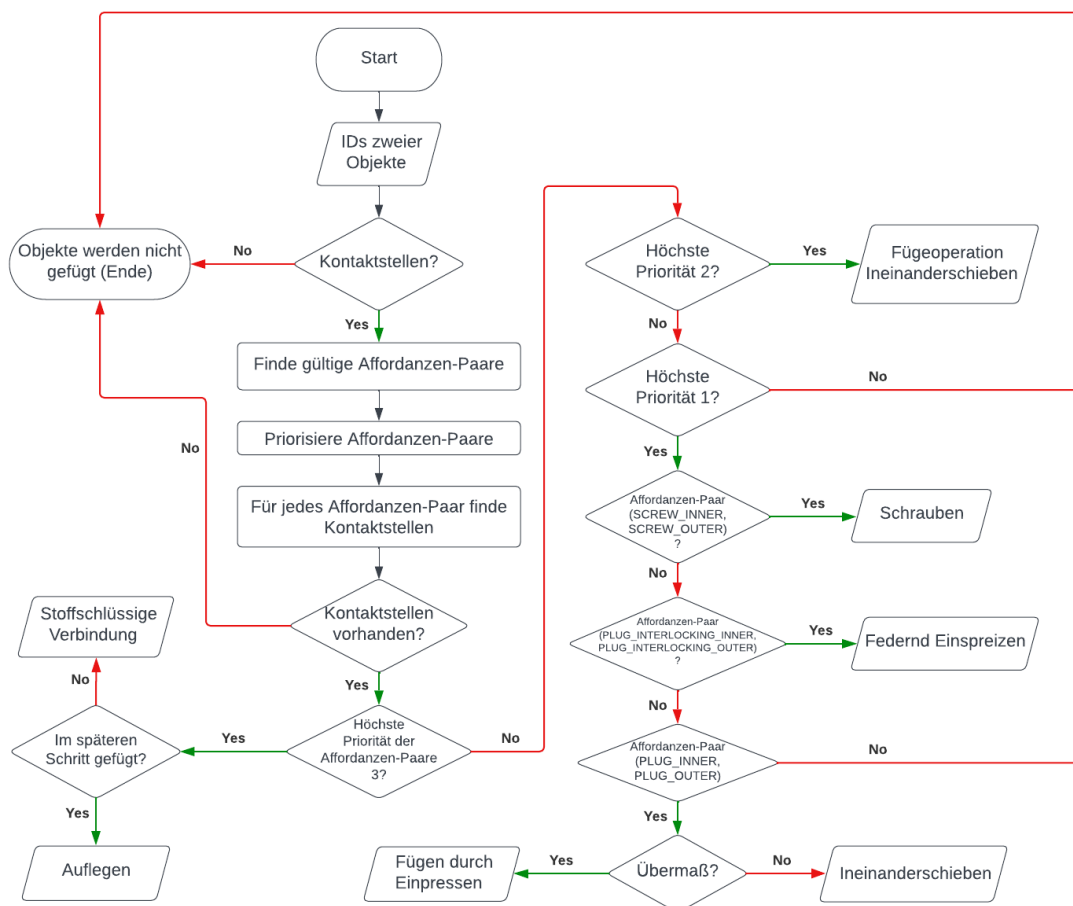 Start
IDs zweier
Objekte
Kontaktstellen?
No
Objekte werden nicht
gefügt (Ende)
Yes
Finde gültige Affordanzen-Paare
Priorisiere Affordanzen-Paare
Für jedes Affordanzen-Paar finde
Kontaktstellen
Kontaktstellen
vorhanden?
No
Yes
Höchste
Priorität der
Affordanzen-Paare
3?
Yes
No
Im späteren
Schritt gefügt?
No
Stoffschlüssige
Verbindung
Yes
Auflegen
Höchste
Priorität 2?
Yes
Fügeoperation
Ineinanderschieben
No
Höchste
Priorität 1?
No
Yes
Affordanzen-Paar
(SCREW_INNER,
SCREW_OUTER)
?
Yes
Schrauben
No
Affordanzen-Paar
(PLUG_INTERLOCKING_INNER,
PLUG_INTERLOCKING_OUTER)
?
Yes
Federnd Einspreizen
No
Affordanzen-Paar
(PLUG_INNER,
PLUG_OUTER)
No
Yes
Übermaß?
Yes
Fügen durch
Einpressen
No
Ineinanderschieben